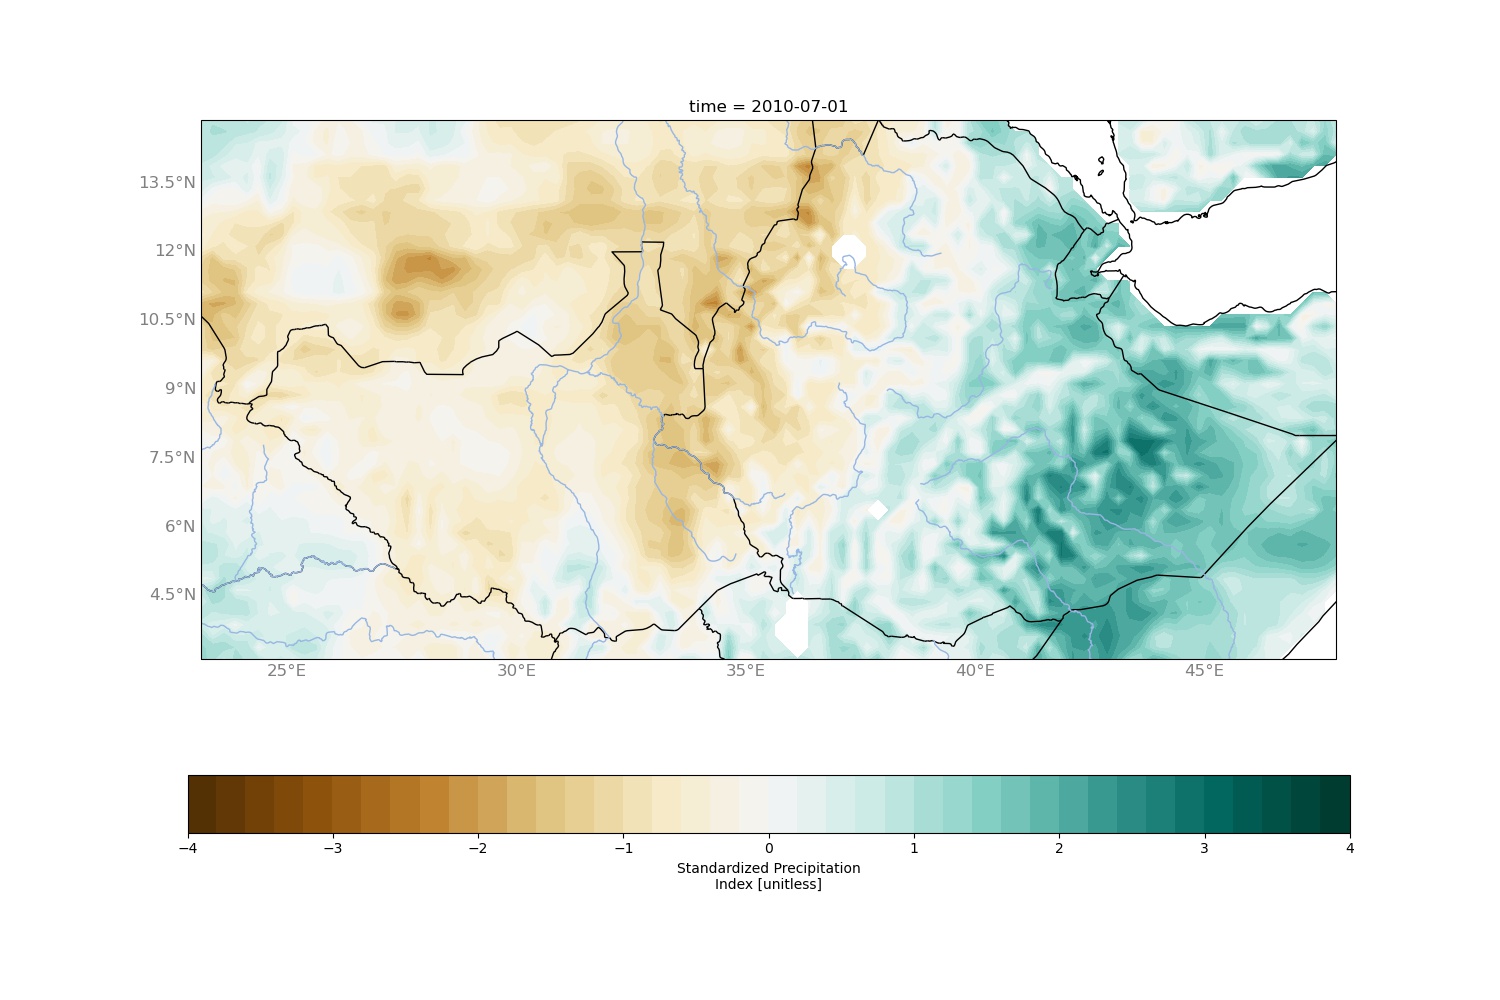 time = 2010-07-01
13.5°N
12°N
10.5°N
9°N
7.5°N
6°N
4.5°N
25°E 30°E 35°E 40°E 45°E
−4 −3 −2 −1 0 1 2 3 4
Standardized Precipitation
Index [unitless]